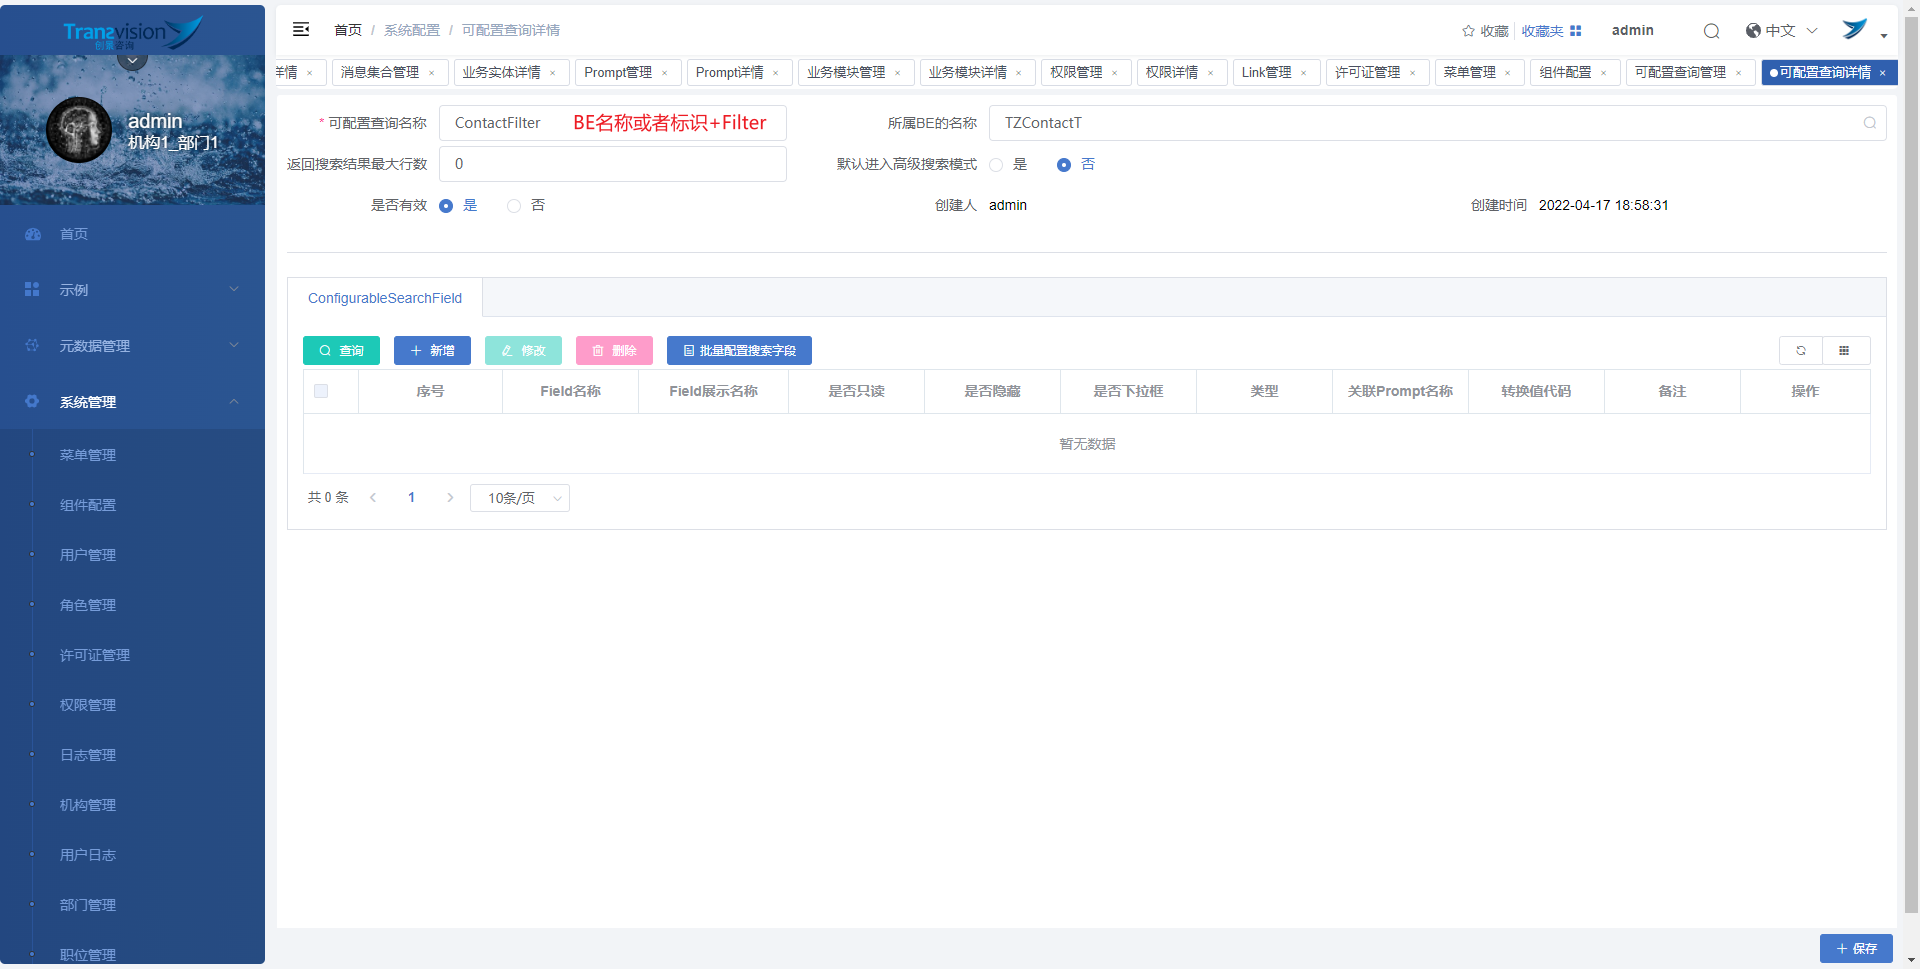 Tranzvision
创景咨询
admin
机构1_部门1
首页
示例
元数据管理
系统管理
菜单管理
组件配置
用户管理
角色管理
许可证管理
权限管理
日志管理
机构管理
用户日志
部门管理
职位管理
首页 / 系统配置 / 可配置查询详情
收藏 收藏夹 admin 中文
详情 × 消息集合管理 × 业务实体详情 × Prompt管理 × Prompt详情 × 业务模块管理 × 业务模块详情 × 权限管理 × 权限详情 × Link管理 × 许可证管理 × 菜单管理 × 组件配置 × 可配置查询管理 × 可配置查询详情 ×
* 可配置查询名称 ContactFilter BE名称或者标识+Filter 所属BE的名称 TZContactT
返回搜索结果最大行数 0 默认进入高级搜索模式 是 否
是否有效 是 否 创建人 admin 创建时间 2022-04-17 18:58:31
ConfigurableSearchField
查询 新增 修改 删除 批量配置搜索字段
序号 Field名称 Field展示名称 是否只读 是否隐藏 是否下拉框 类型 关联Prompt名称 转换值代码 备注 操作
暂无数据
共 0 条 1 10条/页
保存